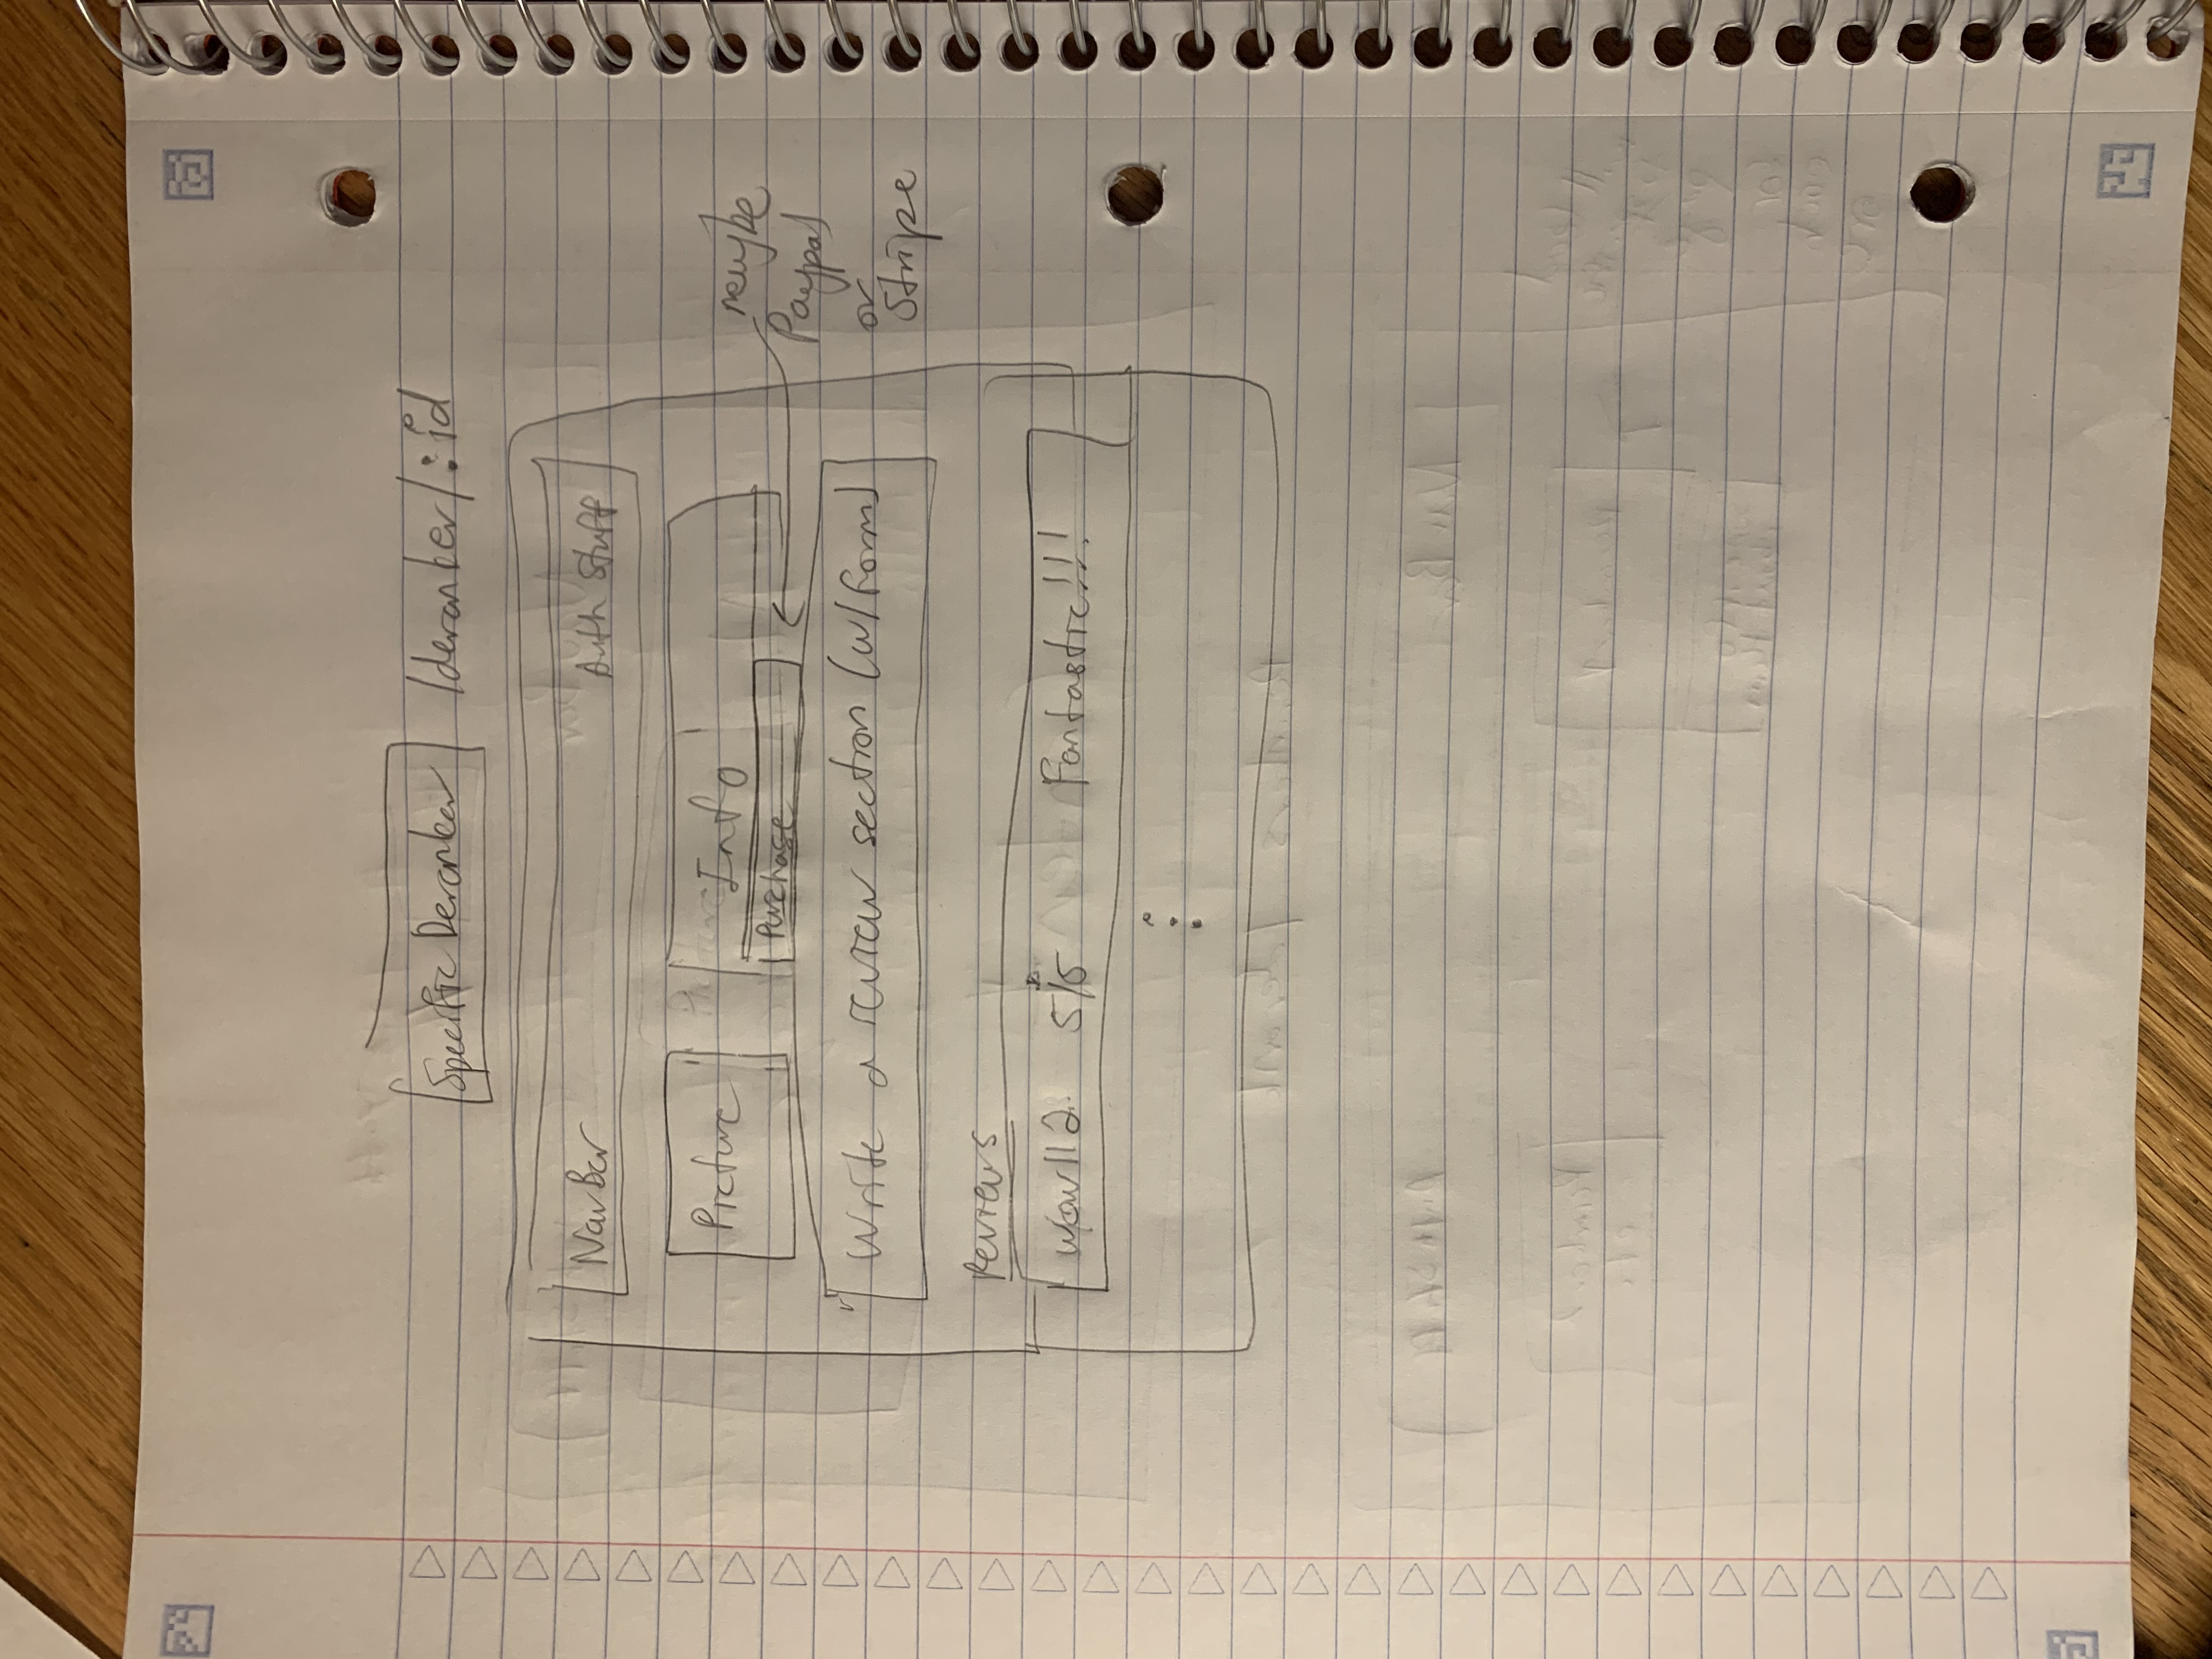 Specific Deranker /deranker/:id
NavBar Auth Stuff
Picture
Info
Purchase
maybe
Paypal
or
Stripe
Write a review section (w/form)
Reviews
5/5 Fantastic!!!